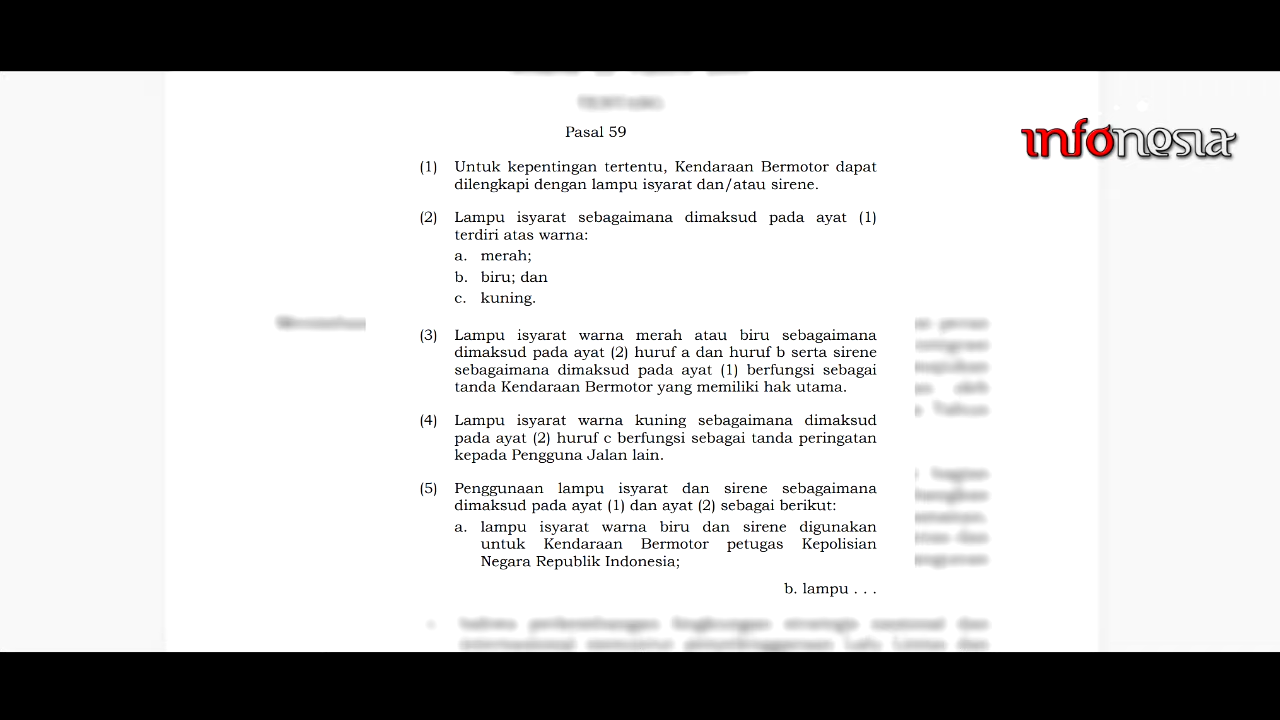 Pasal 59
infonesia
(1) Untuk kepentingan tertentu, Kendaraan Bermotor dapat
dilengkapi dengan lampu isyarat dan/atau sirene.
(2) Lampu isyarat sebagaimana dimaksud pada ayat (1)
terdiri atas warna:
a. merah;
b. biru; dan
c. kuning.
(3) Lampu isyarat warna merah atau biru sebagaimana
dimaksud pada ayat (2) huruf a dan huruf b serta sirene
sebagaimana dimaksud pada ayat (1) berfungsi sebagai
tanda Kendaraan Bermotor yang memiliki hak utama.
(4) Lampu isyarat warna kuning sebagaimana dimaksud
pada ayat (2) huruf c berfungsi sebagai tanda peringatan
kepada Pengguna Jalan lain.
(5) Penggunaan lampu isyarat dan sirene sebagaimana
dimaksud pada ayat (1) dan ayat (2) sebagai berikut:
a. lampu isyarat warna biru dan sirene digunakan
untuk Kendaraan Bermotor petugas Kepolisian
Negara Republik Indonesia;
b. lampu . . .